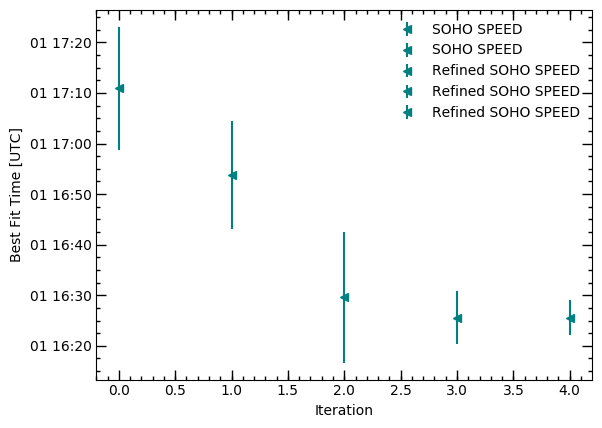 SOHO SPEED
SOHO SPEED
Refined SOHO SPEED
Refined SOHO SPEED
Refined SOHO SPEED
Best Fit Time [UTC]
01 17:20
01 17:10
01 17:00
01 16:50
01 16:40
01 16:30
01 16:20
0.0 0.5 1.0 1.5 2.0 2.5 3.0 3.5 4.0
Iteration